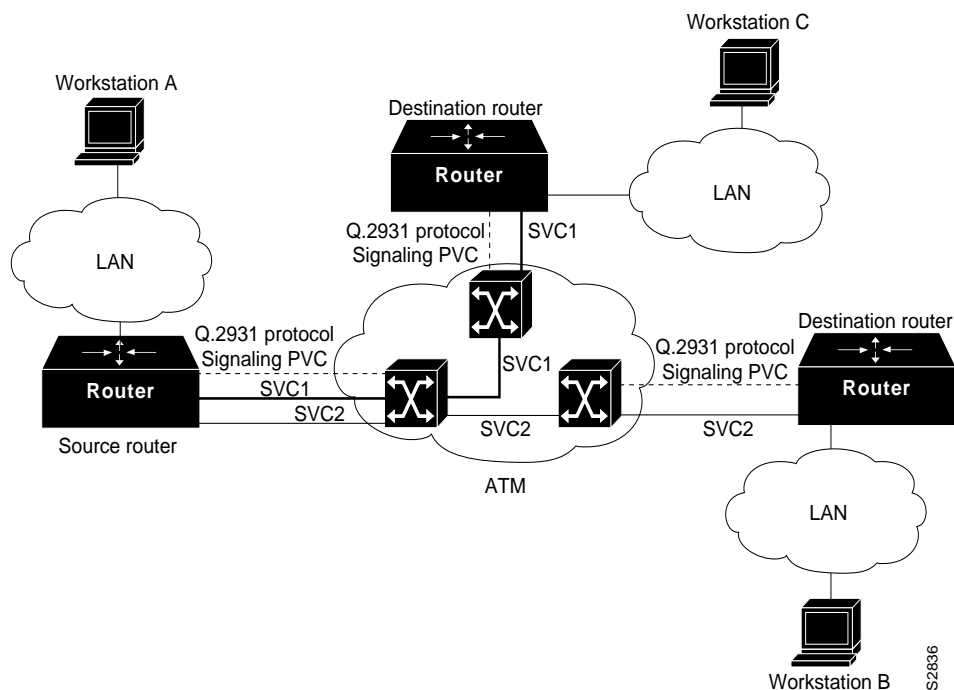 Workstation C
Workstation A
Destination router
Router
LAN
Q.2931 protocol
Signaling PVC
SVC1
LAN
Q.2931 protocol
Signaling PVC
SVC1
Destination router
Q.2931 protocol
Signaling PVC
Router
SVC1
Router
SVC2
SVC2
SVC2
Source router
ATM
LAN
Workstation B
S2836